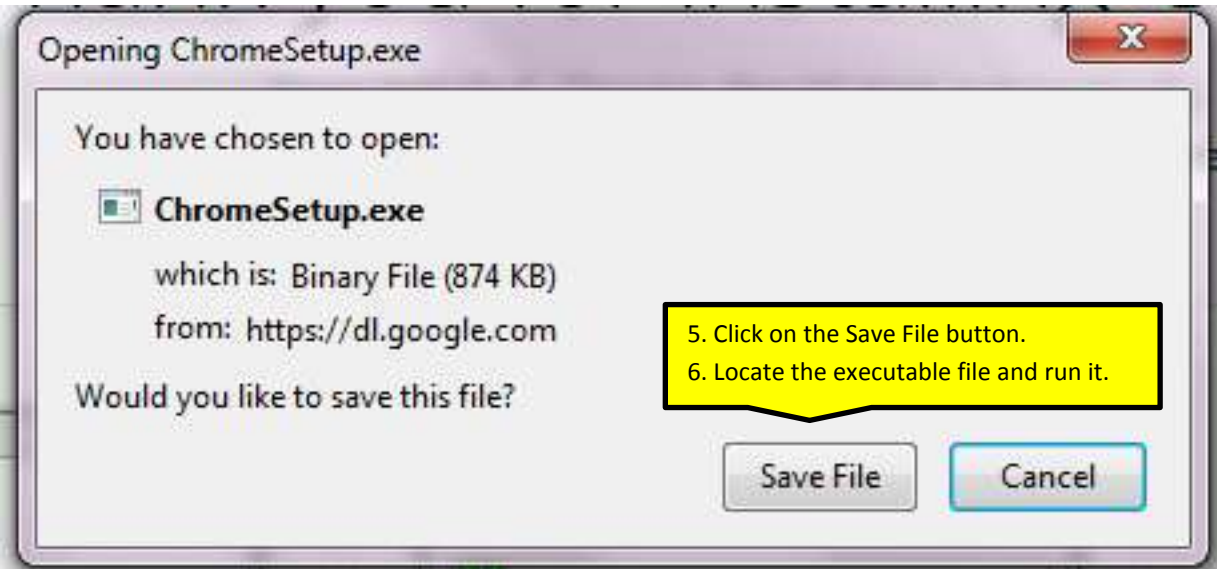 Opening ChromeSetup.exe
You have chosen to open:
ChromeSetup.exe
which is: Binary File (874 KB)
from: https://dl.google.com
5. Click on the Save File button.
6. Locate the executable file and run it.
Would you like to save this file?
Save File
Cancel